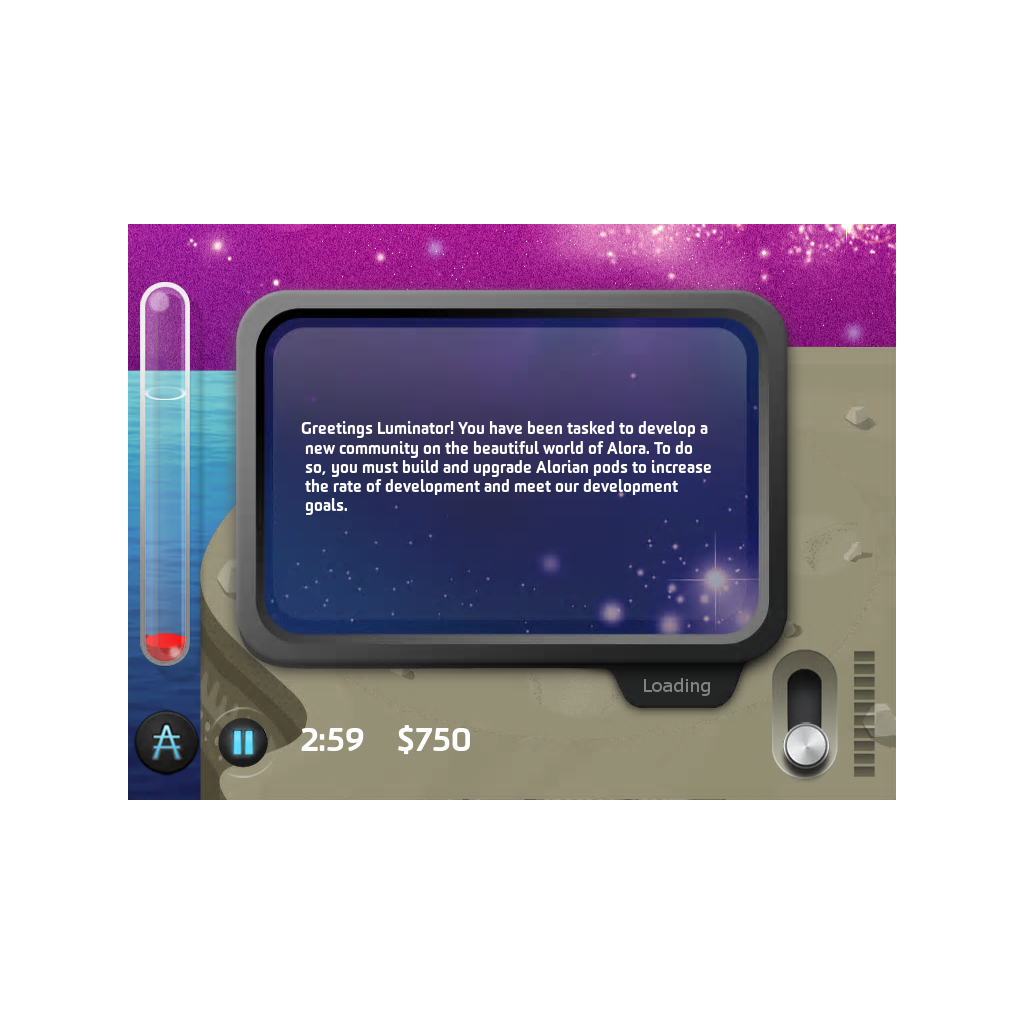 Greetings Luminator! You have been tasked to develop a
new community on the beautiful world of Alora. To do
so, you must build and upgrade Alorian pods to increase
the rate of development and meet our development
goals.
Loading
2:59 $750